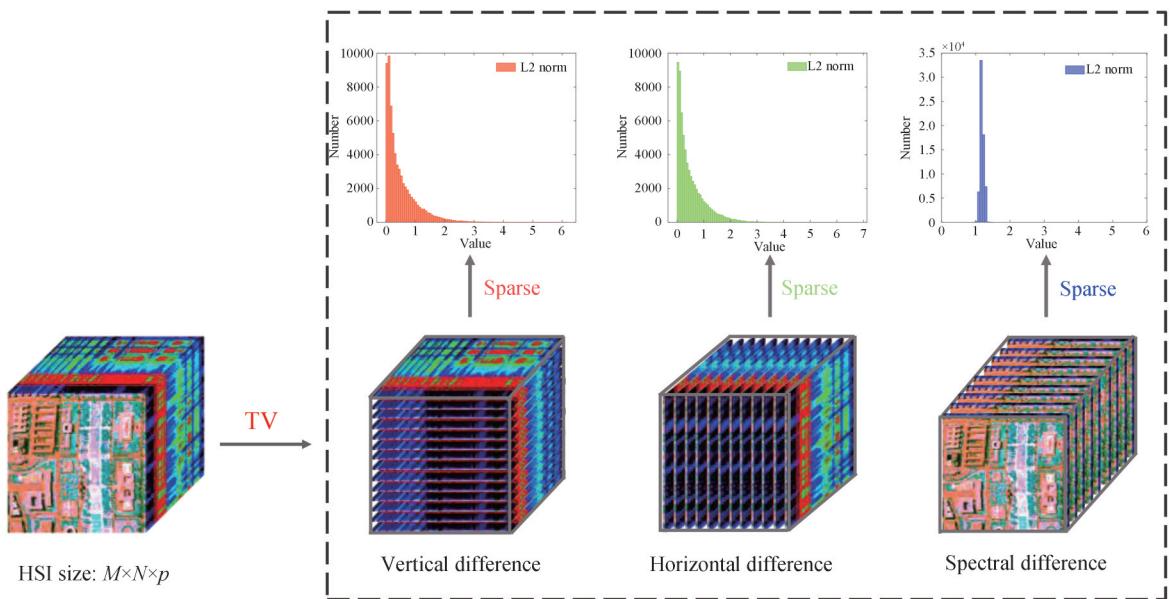 10000
8000
6000
4000
2000
0
Number
L2 norm
0 1 2 3 4 5 6
Value
10000
8000
6000
4000
2000
0
Number
L2 norm
0 1 2 3 4 5 6 7
Value
×10⁴
3.5
3.0
2.5
2.0
1.5
1.0
0.5
0
Number
L2 norm
0 1 2 3 4 5 6
Value
Sparse
Sparse
Sparse
TV
HSI size: M×N×p
Vertical difference
Horizontal difference
Spectral difference